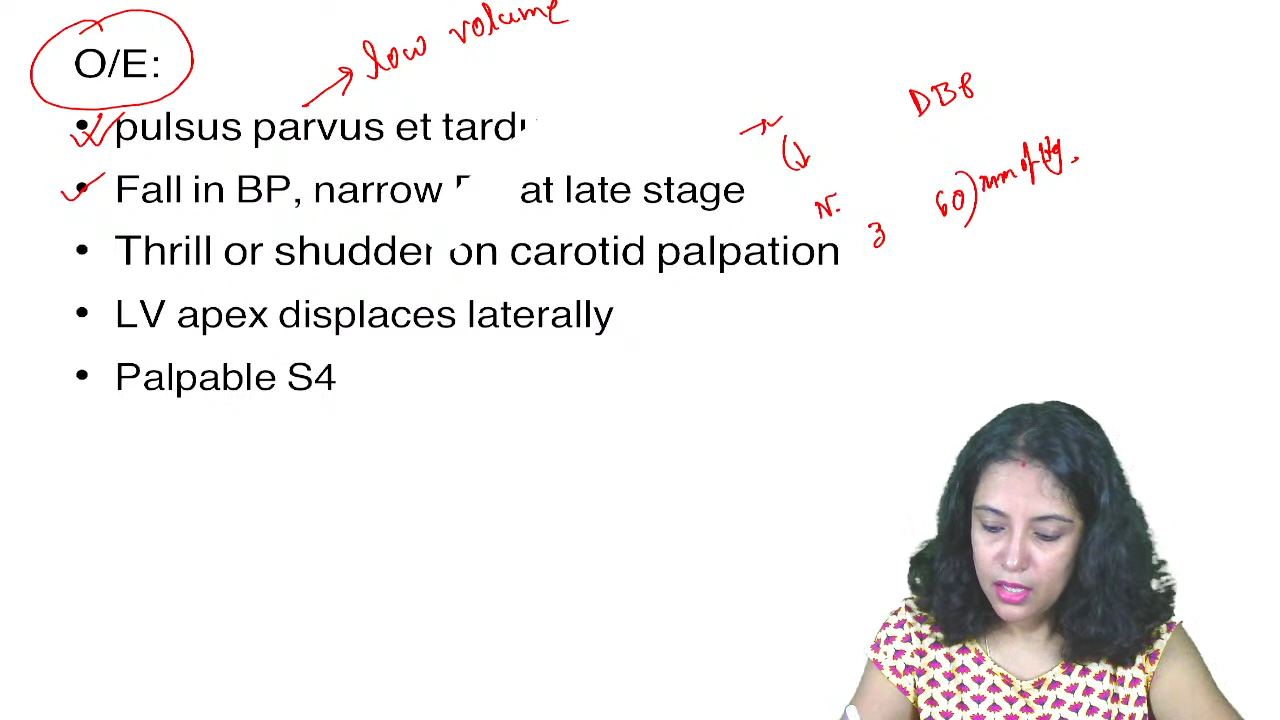 O/E:
low volume
pulsus parvus et
DBP
Fall in BP, narrow at late stage
60) mm of Hg.
N.
3
Thrill or shudder on carotid palpation
LV apex displaces laterally
Palpable S4